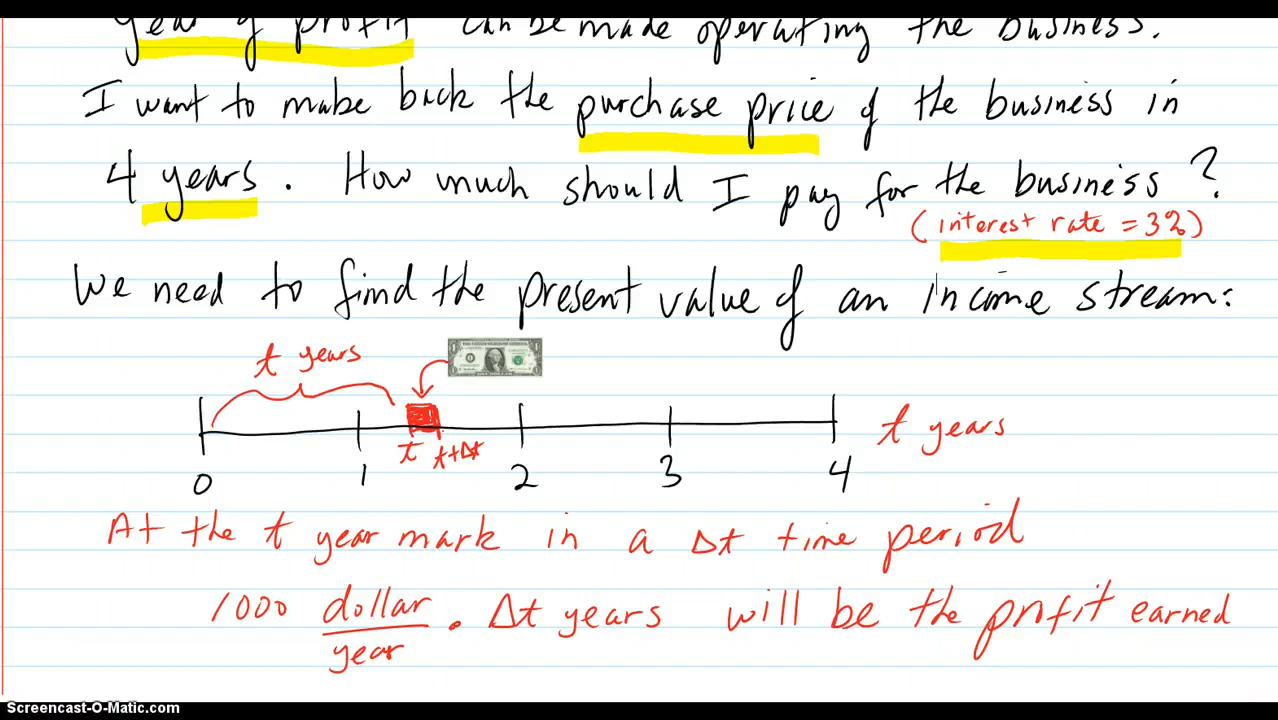 year of profit can be made operating the business.
I want to make back the purchase price of the business in
4 years. How much should I pay for the business?
(interest rate = 3%)
We need to find the present value of an income stream:
t years
t t+Δt
t years
0 1 2 3 4
At the t year mark in a Δt time period
1000 dollar/year . Δt years will be the profit earned
Screencast-O-Matic.com